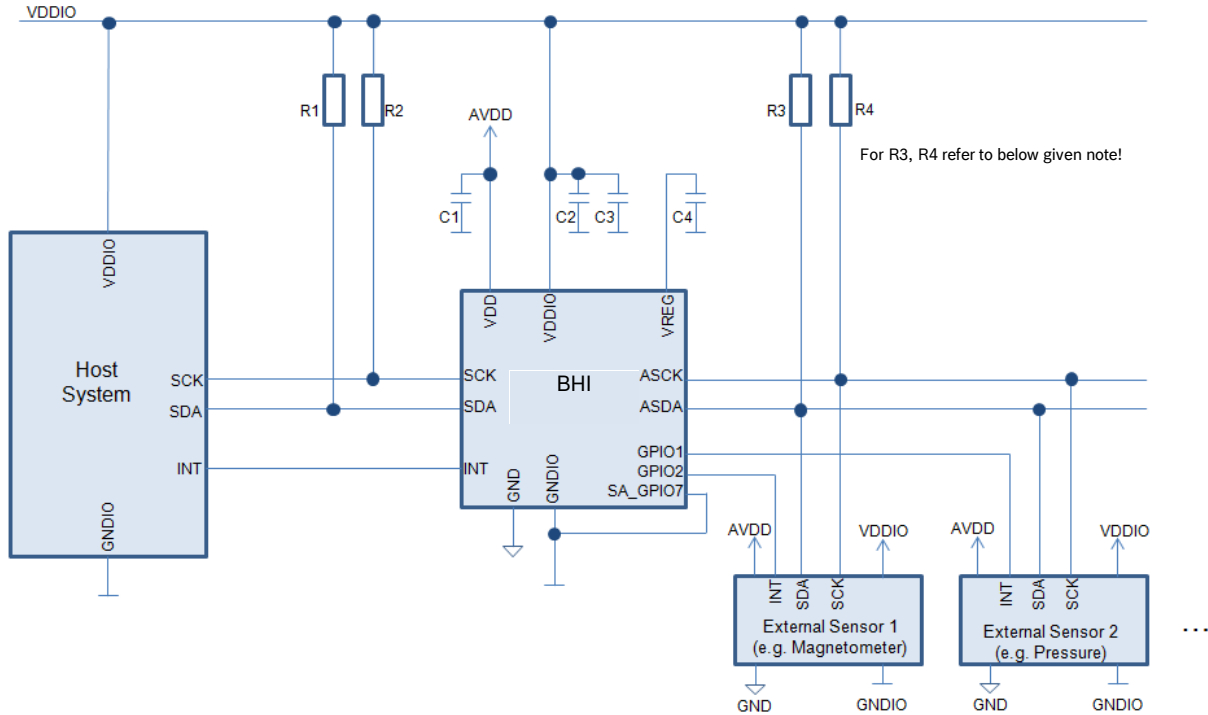 VDDIO
R1
R2
AVDD
R3
R4
For R3, R4 refer to below given note!
C1
C2
C3
C4
VDDIO
Host
System
SCK
SDA
INT
GNDIO
VDD
VDDIO
VREG
SCK
BHI
ASCK
SDA
ASDA
GPIO1
INT
GPIO2
SA_GPIO7
GND
GNDIO
AVDD
VDDIO
AVDD
VDDIO
INT
SDA
SCK
External Sensor 1
(e.g. Magnetometer)
INT
SDA
SCK
External Sensor 2
(e.g. Pressure)
...
GND
GNDIO
GND
GNDIO